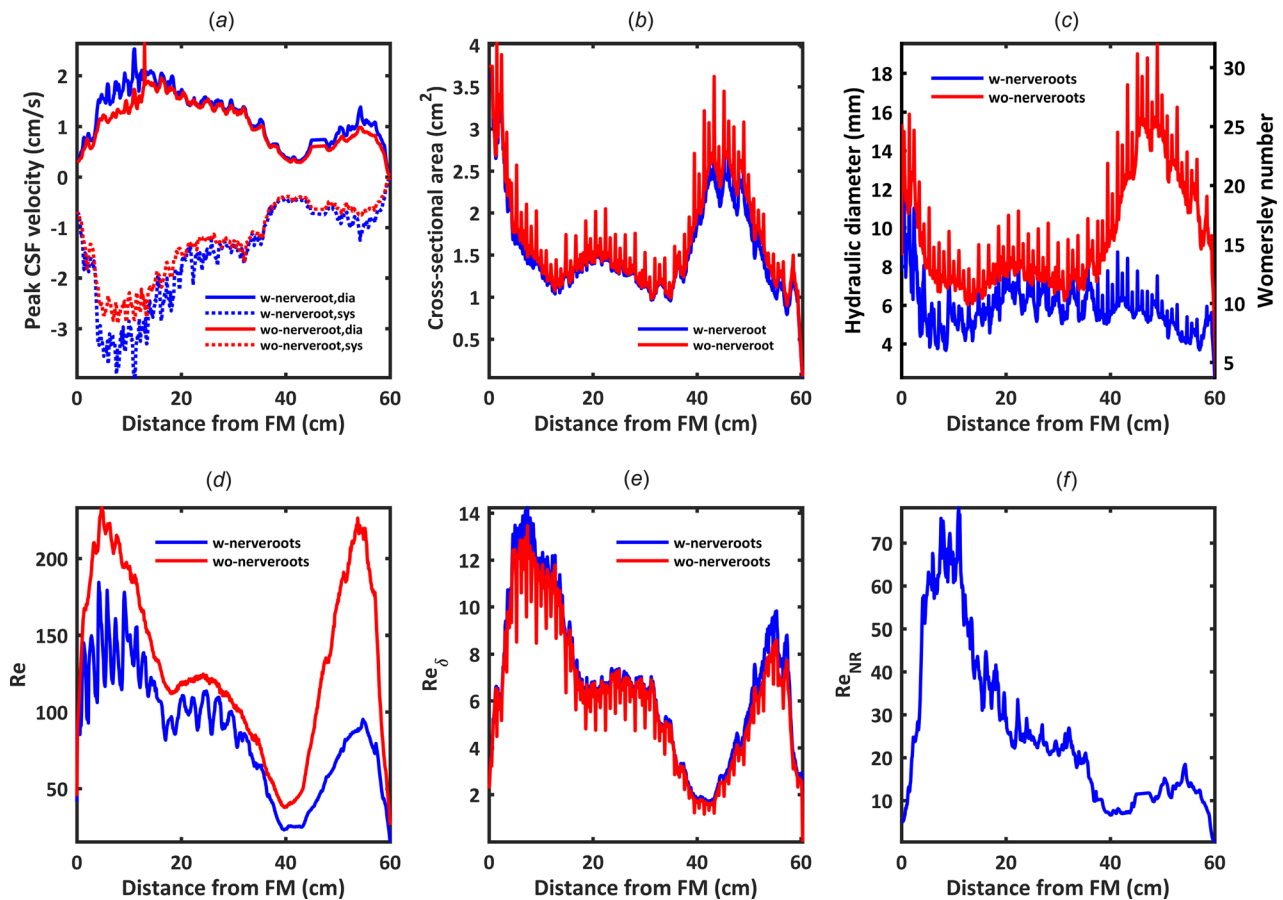 (a)
Peak CSF velocity (cm/s)
2
1
0
-1
-2
-3
w-nerveroot,dia
w-nerveroot,sys
wo-nerveroot,dia
wo-nerveroot,sys
0 20 40 60
Distance from FM (cm)
(b)
Cross-sectional area (cm2)
4
3.5
3
2.5
2
1.5
1
0.5
w-nerveroot
wo-nerveroot
0 20 40 60
Distance from FM (cm)
(c)
Hydraulic diameter (mm)
18
16
14
12
10
8
6
4
w-nerveroots
wo-nerveroots
30
25
20
15
10
5
Womersley number
0 20 40 60
Distance from FM (cm)
(d)
Re
200
150
100
50
w-nerveroots
wo-nerveroots
0 20 40 60
Distance from FM (cm)
(e)
Reδ
14
12
10
8
6
4
2
w-nerveroots
wo-nerveroots
0 20 40 60
Distance from FM (cm)
(f)
ReNR
70
60
50
40
30
20
10
0 20 40 60
Distance from FM (cm)